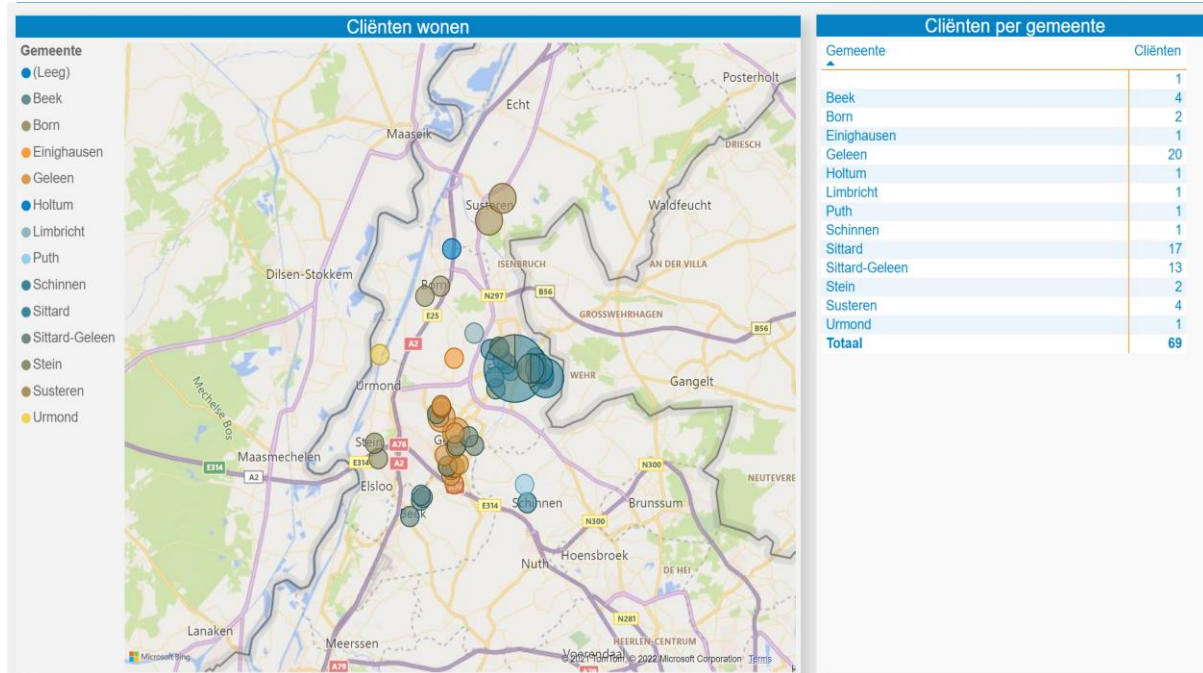 Cliënten wonen
Gemeente
(Leeg)
Beek
Born
Einighausen
Geleen
Holtum
Limbricht
Puth
Schinnen
Sittard
Sittard-Geleen
Stein
Susteren
Urmond
Posterholt
Echt
Maaseik
DRIESCH
Susteren
Waldfeucht
ISENBRUCH
AN DER VILLA
Dilsen-Stokkem
Born
N297
B56
E25
GROSSWEHRHAGEN
B56
A2
WEHR
Gangelt
Urmond
Mechelse Bos
Stein
A76
Maasmechelen
E314
A2
E314
A2
N300
NEUTEVERE
Elsloo
E314
Schinnen
Brunssum
Beek
N300
Hoensbroek
Nuth
DE HEI
N281
Lanaken
Meerssen
HEERLEN-CENTRUM
Voerendaal
Microsoft Bing
© 2021 TomTom, © 2022 Microsoft Corporation Terms
A79
Cliënten per gemeente
Gemeente Cliënten
1
Beek 4
Born 2
Einighausen 1
Geleen 20
Holtum 1
Limbricht 1
Puth 1
Schinnen 1
Sittard 17
Sittard-Geleen 13
Stein 2
Susteren 4
Urmond 1
Totaal 69